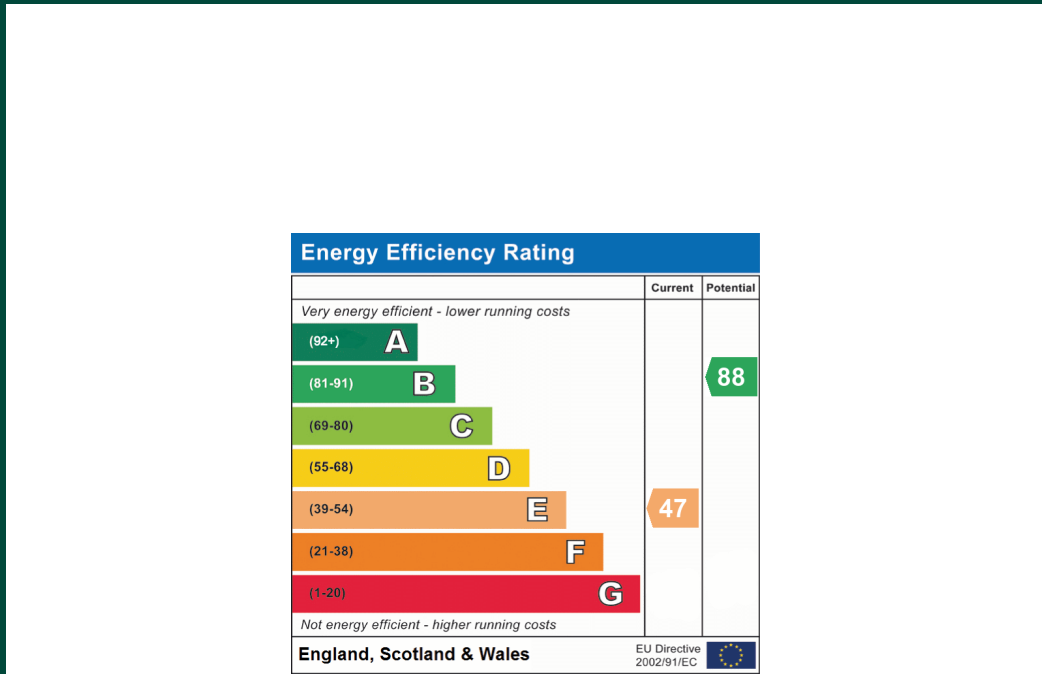 Energy Efficiency Rating
Current Potential
Very energy efficient - lower running costs
(92+) A
(81-91) B
88
(69-80) C
(55-68) D
(39-54) E
47
(21-38) F
(1-20) G
Not energy efficient - higher running costs
England, Scotland & Wales
EU Directive
2002/91/EC